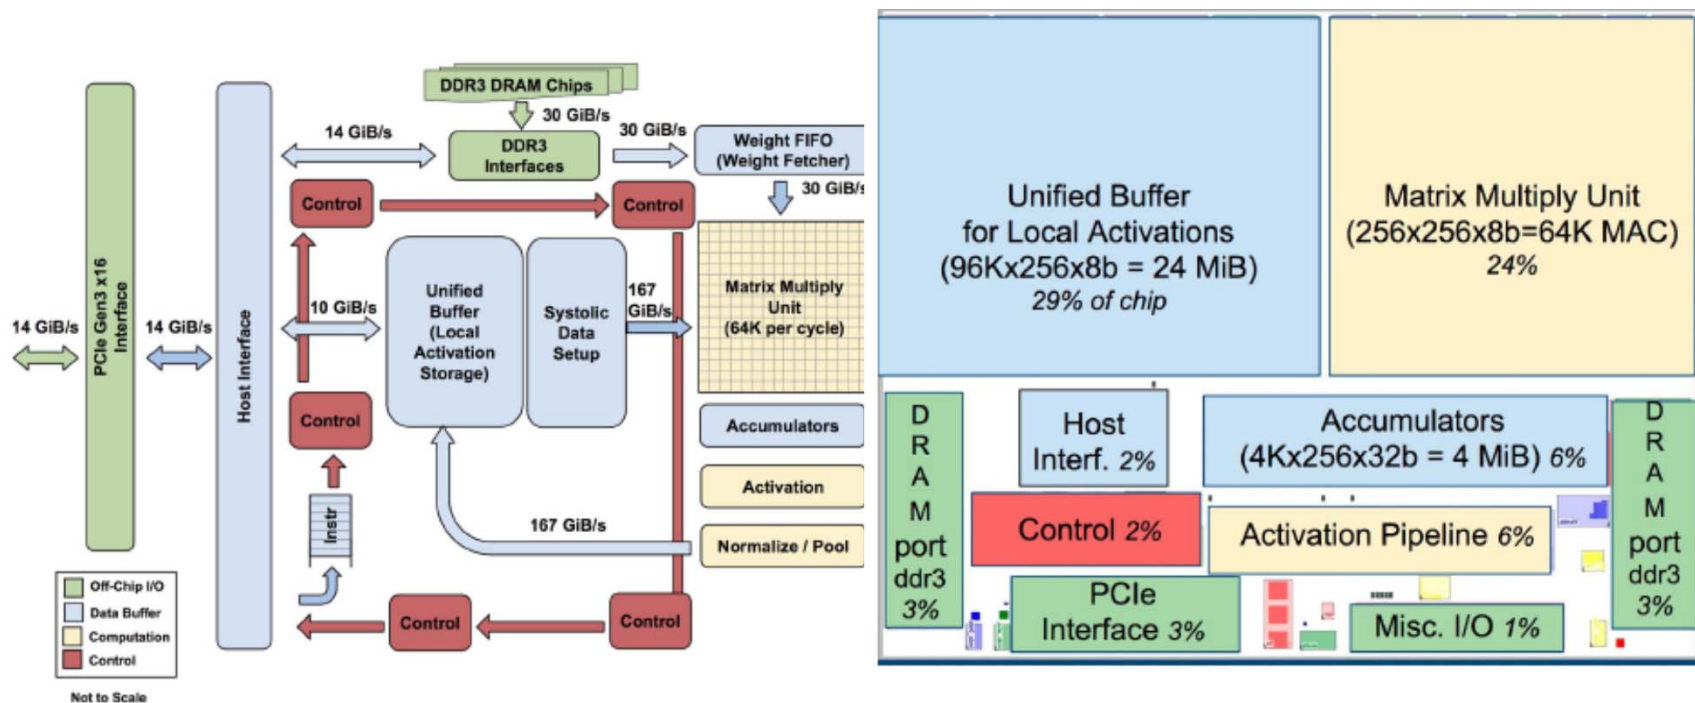 DDR3 DRAM Chips
30 GiB/s
14 GiB/s
30 GiB/s
DDR3
Interfaces
Weight FIFO
(Weight Fetcher)
30 GiB/s
Control
Control
PCIe Gen3 x16
Interface
Host Interface
14 GiB/s
14 GiB/s
10 GiB/s
Unified
Buffer
(Local
Activation
Storage)
Systolic
Data
Setup
167
GiB/s
Matrix Multiply
Unit
(64K per cycle)
Control
Accumulators
Activation
Instr
167 GiB/s
Normalize / Pool
Control
Control
Off-Chip I/O
Data Buffer
Computation
Control
Not to Scale
Unified Buffer
for Local Activations
(96Kx256x8b = 24 MiB)
29% of chip
Matrix Multiply Unit
(256x256x8b=64K MAC)
24%
D
R
A
M
port
ddr3
3%
Host
Interf. 2%
Accumulators
(4Kx256x32b = 4 MiB) 6%
D
R
A
M
port
ddr3
3%
Control 2%
Activation Pipeline 6%
PCIe
Interface 3%
Misc. I/O 1%